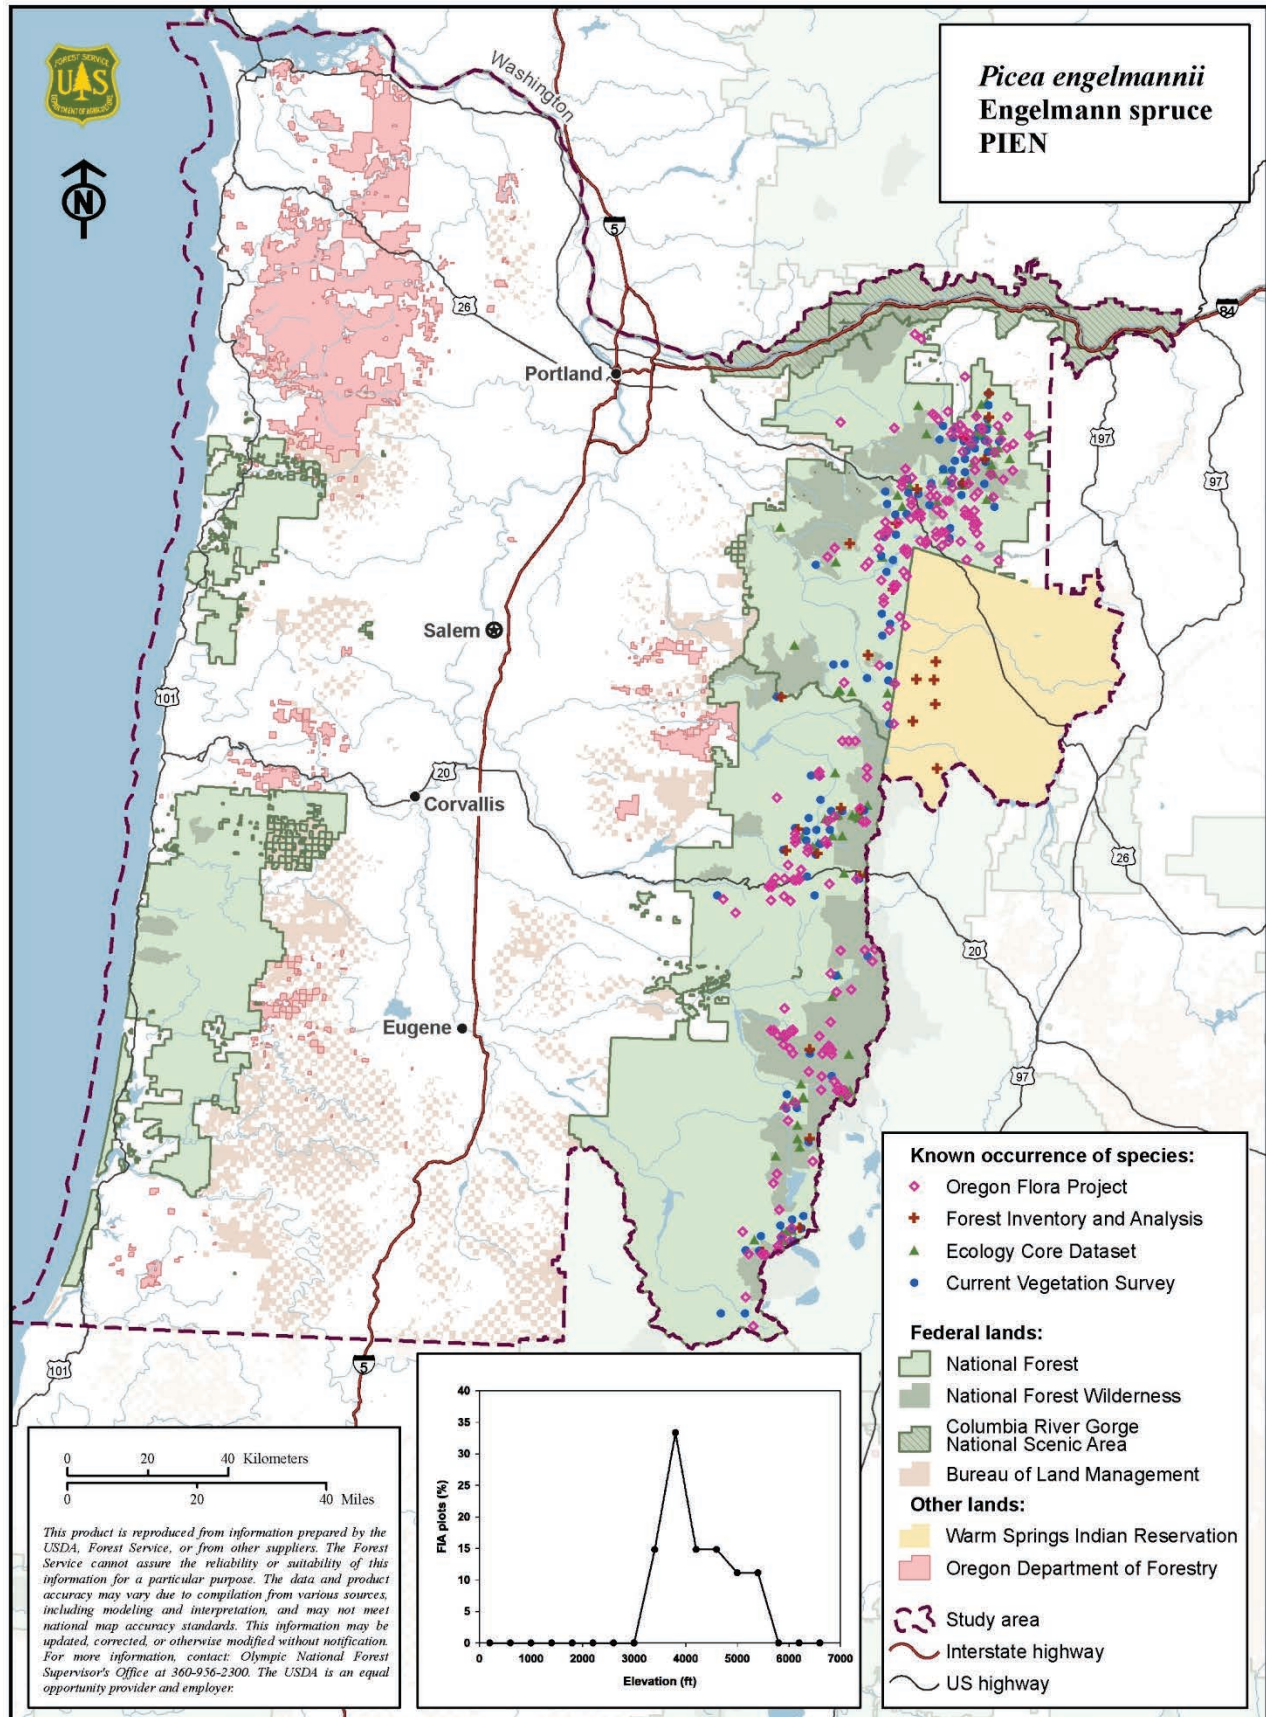 FOREST SERVICE
U S
DEPARTMENT OF AGRICULTURE
N
Picea engelmannii
Engelmann spruce
PIEN
Washington
5
26
84
Portland
197
97
Salem
101
20
Corvallis
26
20
Eugene
97
101
5
Known occurrence of species:
Oregon Flora Project
Forest Inventory and Analysis
Ecology Core Dataset
Current Vegetation Survey
Federal lands:
National Forest
National Forest Wilderness
Columbia River Gorge
National Scenic Area
Bureau of Land Management
Other lands:
Warm Springs Indian Reservation
Oregon Department of Forestry
Study area
Interstate highway
US highway
0 20 40 Kilometers
0 20 40 Miles
This product is reproduced from information prepared by the
USDA, Forest Service, or from other suppliers. The Forest
Service cannot assure the reliability or suitability of this
information for a particular purpose. The data and product
accuracy may vary due to compilation from various sources,
including modeling and interpretation, and may not meet
national map accuracy standards. This information may be
updated, corrected, or otherwise modified without notification.
For more information, contact: Olympic National Forest
Supervisor's Office at 360-956-2300. The USDA is an equal
opportunity provider and employer.
FIA plots (%)
40
35
30
25
20
15
10
5
0
0 1000 2000 3000 4000 5000 6000 7000
Elevation (ft)